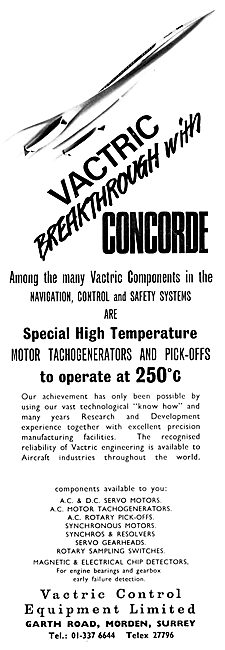 VACTRIC
BREAKTHROUGH with
CONCORDE
Among the many Vactric Components in the
NAVIGATION, CONTROL and SAFETY SYSTEMS
ARE
Special High Temperature
MOTOR TACHOGENERATORS AND PICK-OFFS
to operate at 250°C
Our achievement has only been possible by
using our vast technological "know how" and
many years Research and Development
experience together with excellent precision
manufacturing facilities. The recognised
reliability of Vactric engineering is available to
Aircraft industries throughout the world.
components available to you:
A.C. & D.C. SERVO MOTORS.
A.C. MOTOR TACHOGENERATORS.
A.C. ROTARY PICK-OFFS.
SYNCHRONOUS MOTORS.
SYNCHROS & RESOLVERS
SERVO GEARHEADS.
ROTARY SAMPLING SWITCHES.
MAGNETIC & ELECTRICAL CHIP DETECTORS,
For engine bearings and gearbox
early failure detection.
Vactric Control
Equipment Limited
GARTH ROAD, MORDEN, SURREY
Tel.: 01-337 6644 Telex 27796